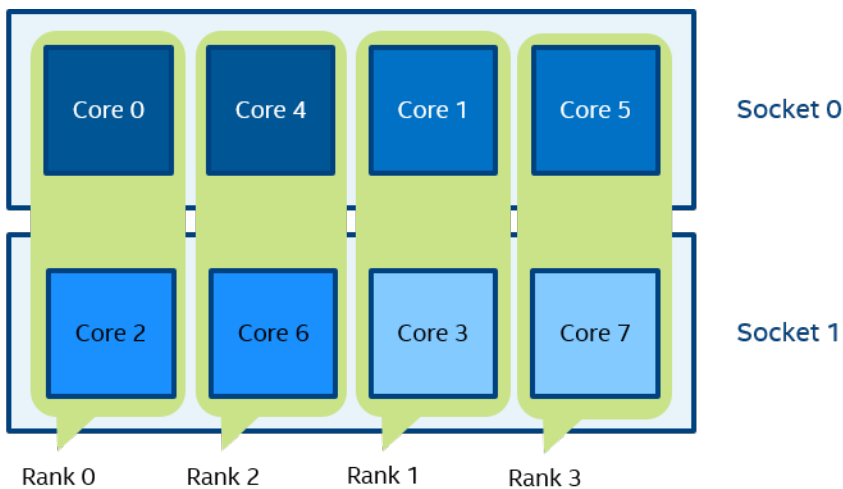 Core 0 Core 4 Core 1 Core 5 Socket 0
Core 2 Core 6 Core 3 Core 7 Socket 1
Rank 0 Rank 2 Rank 1 Rank 3